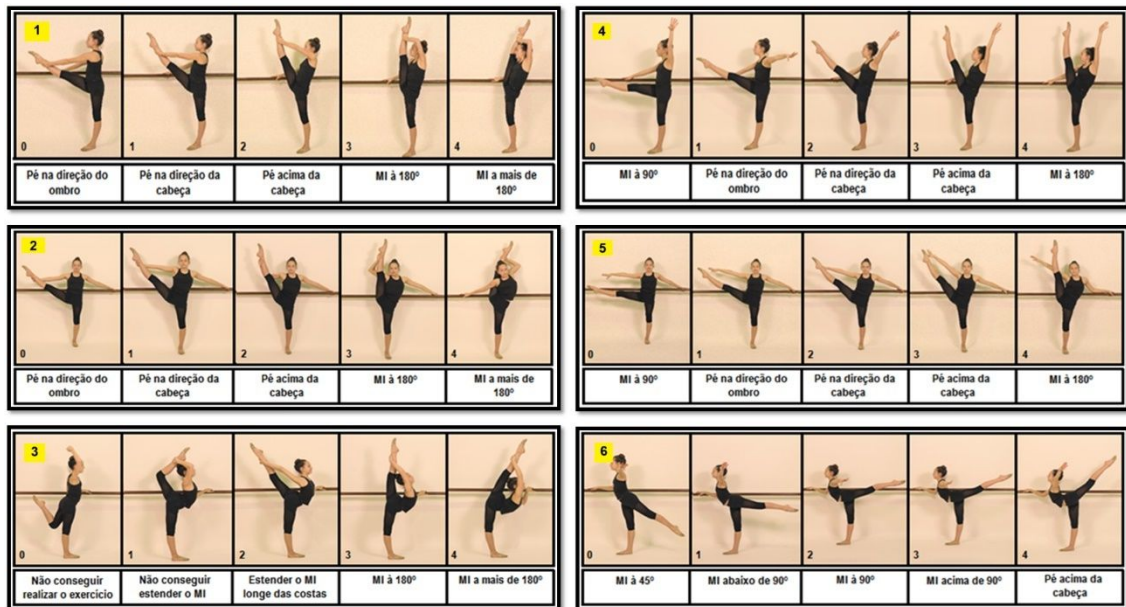 1
0
1
2
3
4
Pé na direção do
ombro
Pé na direção da
cabeça
Pé acima da
cabeça
MI à 180º
MI a mais de
180º
4
0
1
2
3
4
MI à 90º
Pé na direção do
ombro
Pé na direção da
cabeça
Pé acima da
cabeça
MI à 180º
2
0
1
2
3
4
Pé na direção do
ombro
Pé na direção da
cabeça
Pé acima da
cabeça
MI à 180º
MI a mais de
180º
5
0
1
2
3
4
MI à 90º
Pé na direção do
ombro
Pé na direção da
cabeça
Pé acima da
cabeça
MI à 180º
3
0
1
2
3
4
Não conseguir
realizar o exercício
Não conseguir
estender o MI
Estender o MI
longe das costas
MI à 180º
MI a mais de 180º
6
0
1
2
3
4
MI à 45º
MI abaixo de 90º
MI à 90º
MI acima de 90º
Pé acima da
cabeça